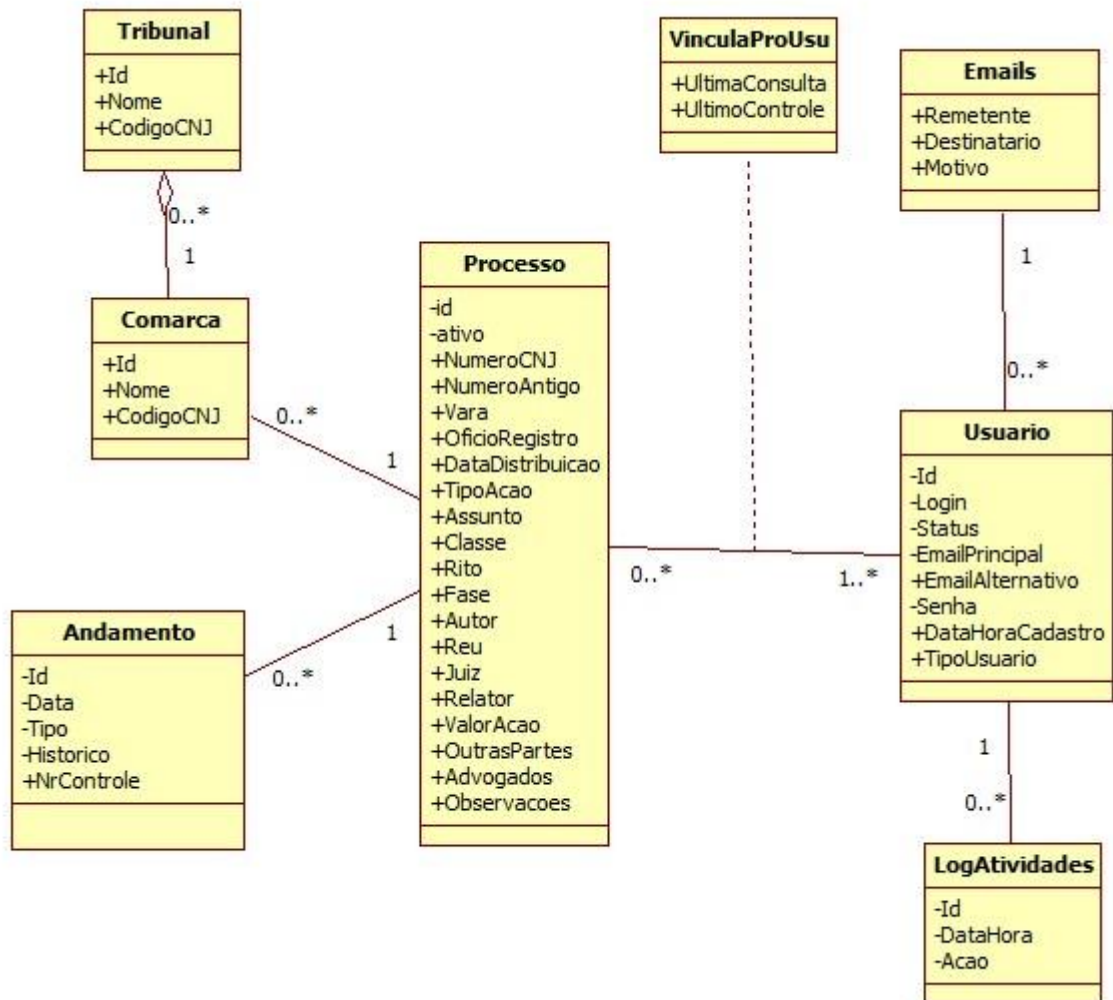 Tribunal
+Id
+Nome
+CodigoCNJ
0..*
1
Comarca
+Id
+Nome
+CodigoCNJ
0..*
1
Andamento
-Id
-Data
-Tipo
-Historico
+NrControle
0..*
1
Processo
-id
-ativo
+NumeroCNJ
+NumeroAntigo
+Vara
+OficioRegistro
+DataDistribuicao
+TipoAcao
+Assunto
+Classe
+Rito
+Fase
+Autor
+Reu
+Juiz
+Relator
+ValorAcao
+OutrasPartes
+Advogados
+Observacoes
0..*
1..*
VinculaProUsu
+UltimaConsulta
+UltimoControle
Emails
+Remetente
+Destinatario
+Motivo
1
0..*
Usuario
-Id
-Login
-Status
-EmailPrincipal
+EmailAlternativo
-Senha
+DataHoraCadastro
+TipoUsuario
1
0..*
LogAtividades
-Id
-DataHora
-Acao